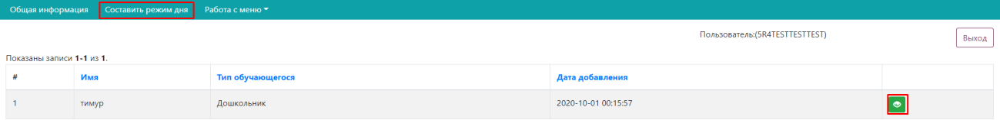 Общая информация Составить режим дня Работа с меню
Пользователь:(5R4TESTTESTTEST) Выход
Показаны записи 1-1 из 1.
# Имя Тип обучающегося Дата добавления
1 тимур Дошкольник 2020-10-01 00:15:57